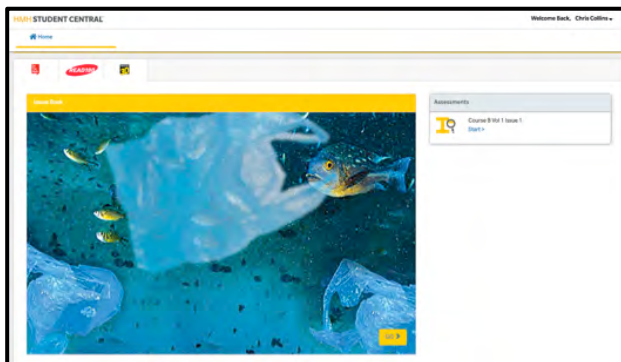 HMH STUDENT CENTRAL
Welcome Back, Chris Collins
Home
READ180
Issue Book
Assessments
Course B Vol 1 Issue 1
Start >
GO >